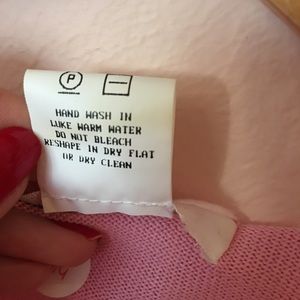 P
HAND WASH IN
LUKE WARM WATER
DO NOT BLEACH
RESHAPE IN DRY FLAT
OR DRY CLEAN